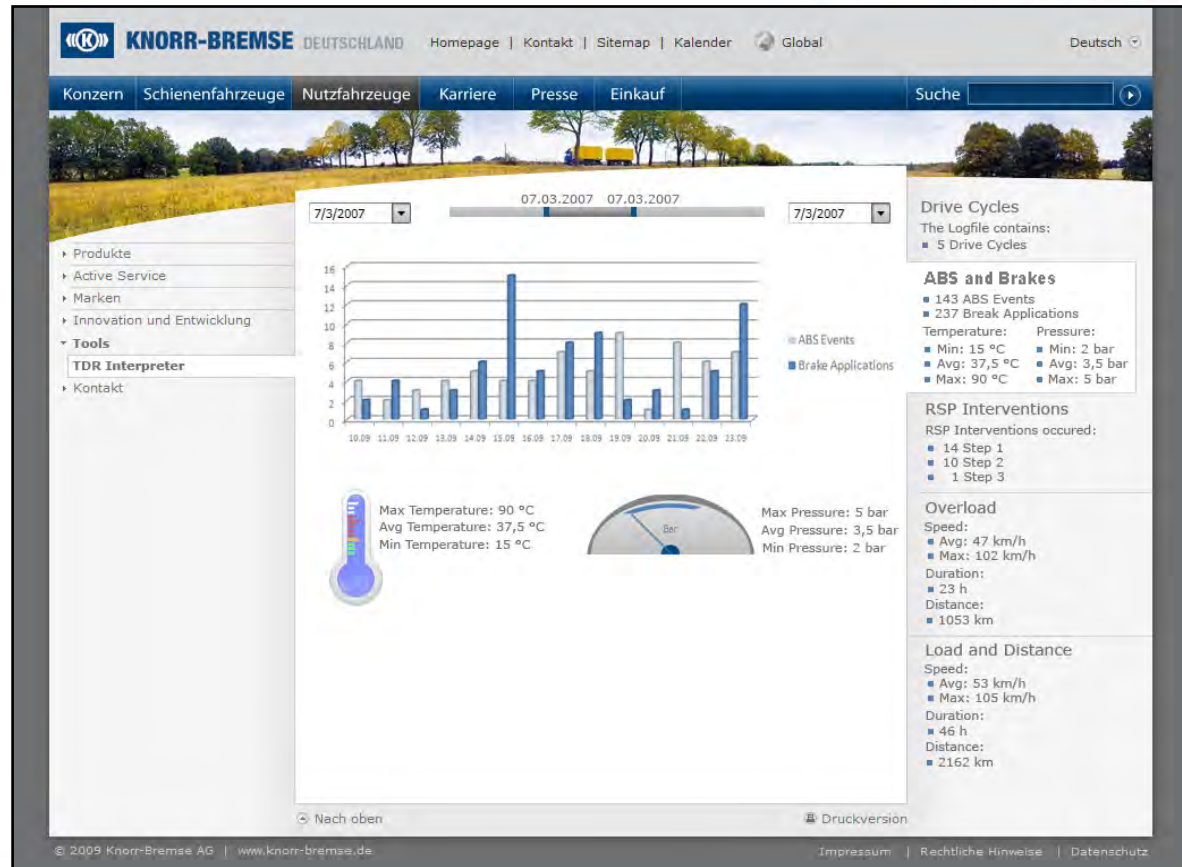 ((K)) KNORR-BREMSE DEUTSCHLAND Homepage | Kontakt | Sitemap | Kalender Global Deutsch
Konzern Schienenfahrzeuge Nutzfahrzeuge Karriere Presse Einkauf Suche
07.03.2007 07.03.2007
7/3/2007 7/3/2007
Produkte
Active Service
Marken
Innovation und Entwicklung
Tools
TDR Interpreter
Kontakt
16
14
12
10
8
6
4
2
0
10.09 11.09 12.09 13.09 14.09 15.09 16.09 17.09 18.09 19.09 20.09 21.09 22.09 23.09
ABS Events
Brake Applications
Max Temperature: 90 °C
Avg Temperature: 37,5 °C
Min Temperature: 15 °C
Bar
Max Pressure: 5 bar
Avg Pressure: 3,5 bar
Min Pressure: 2 bar
Drive Cycles
The Logfile contains:
5 Drive Cycles
ABS and Brakes
143 ABS Events
237 Break Applications
Temperature: Pressure:
Min: 15 °C Min: 2 bar
Avg: 37,5 °C Avg: 3,5 bar
Max: 90 °C Max: 5 bar
RSP Interventions
RSP Interventions occured:
14 Step 1
10 Step 2
1 Step 3
Overload
Speed:
Avg: 47 km/h
Max: 102 km/h
Duration:
23 h
Distance:
1053 km
Load and Distance
Speed:
Avg: 53 km/h
Max: 105 km/h
Duration:
46 h
Distance:
2162 km
Nach oben Druckversion
© 2009 Knorr-Bremse AG | www.knorr-bremse.de Impressum | Rechtliche Hinweise | Datenschutz